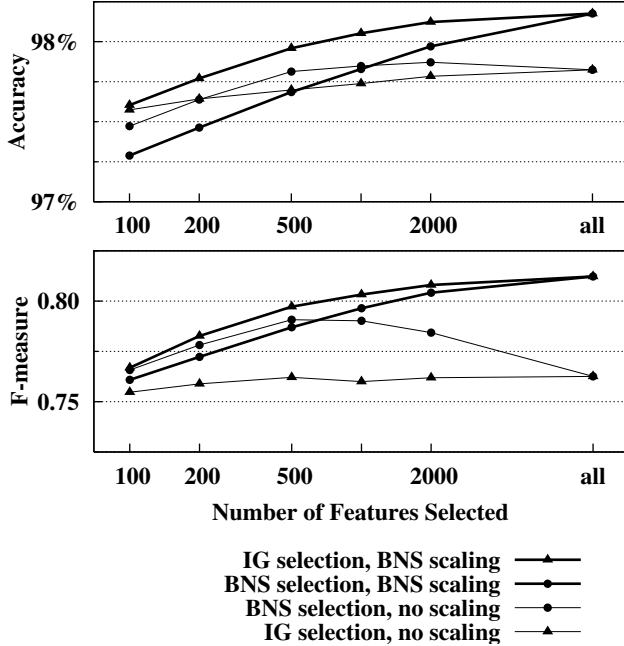 98%
Accuracy
97%
100 200 500 2000 all
0.80
F-measure
0.75
100 200 500 2000 all
Number of Features Selected
IG selection, BNS scaling
BNS selection, BNS scaling
BNS selection, no scaling
IG selection, no scaling